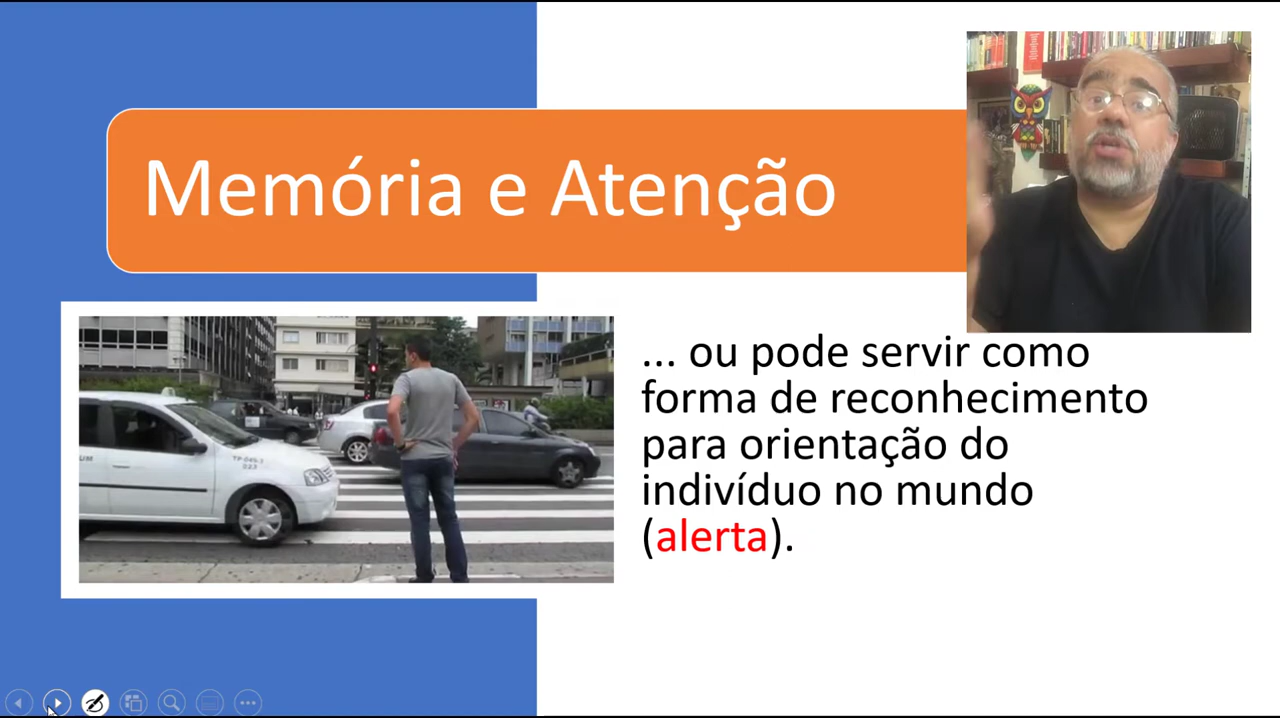 Memória e Atenção
... ou pode servir como
forma de reconhecimento
para orientação do
indivíduo no mundo
(alerta).